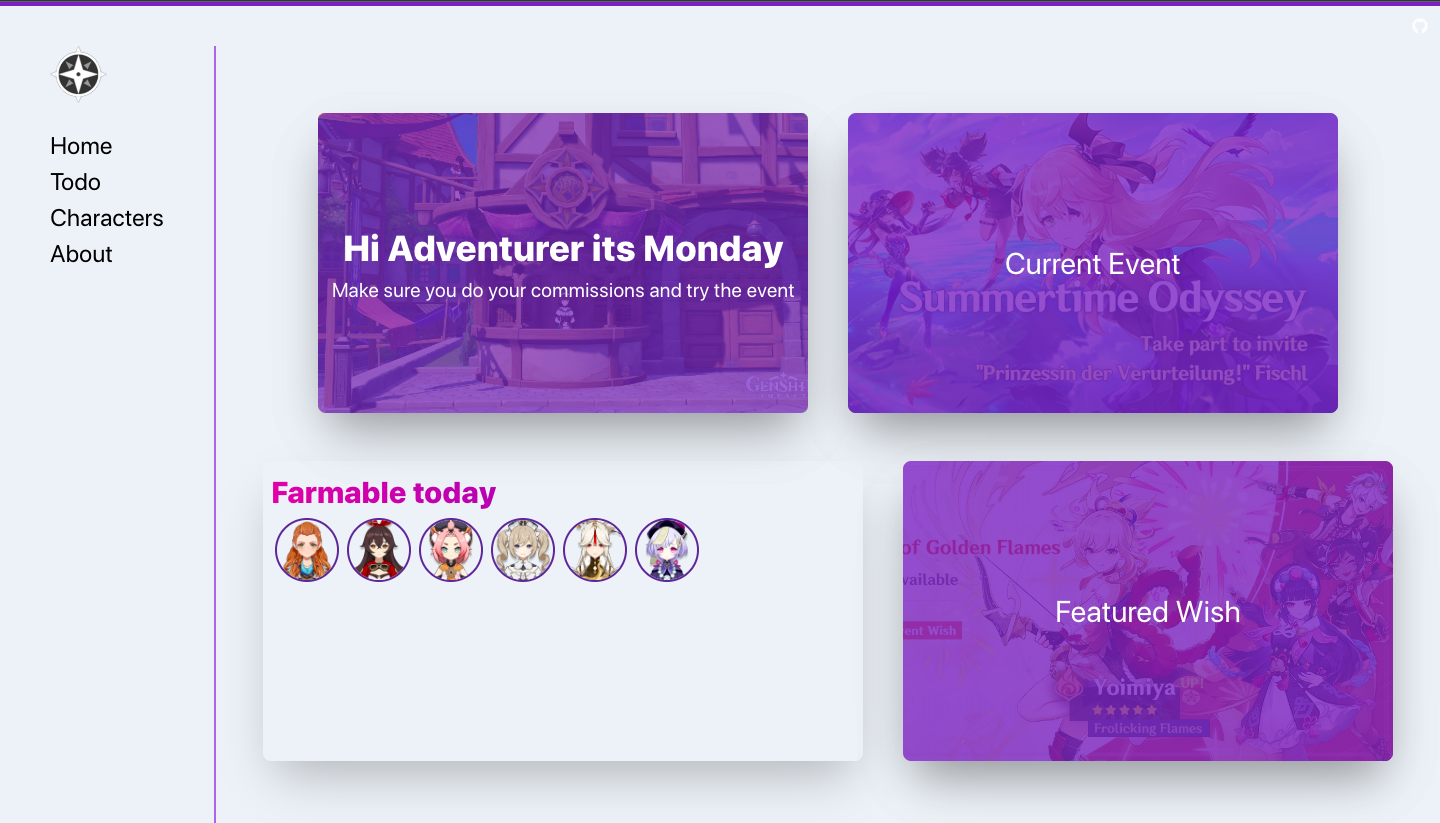 Home
Todo
Characters
About
Hi Adventurer its Monday
Make sure you do your commissions and try the event
GENSHI
IMPACT
Current Event
Summertime Odyssey
Take part to invite
"Prinzessin der Verurteilung!" Fischl
Farmable today
of Golden Flames
vailable
ent Wish
Featured Wish
Yoimiya UP!
Frolicking Flames